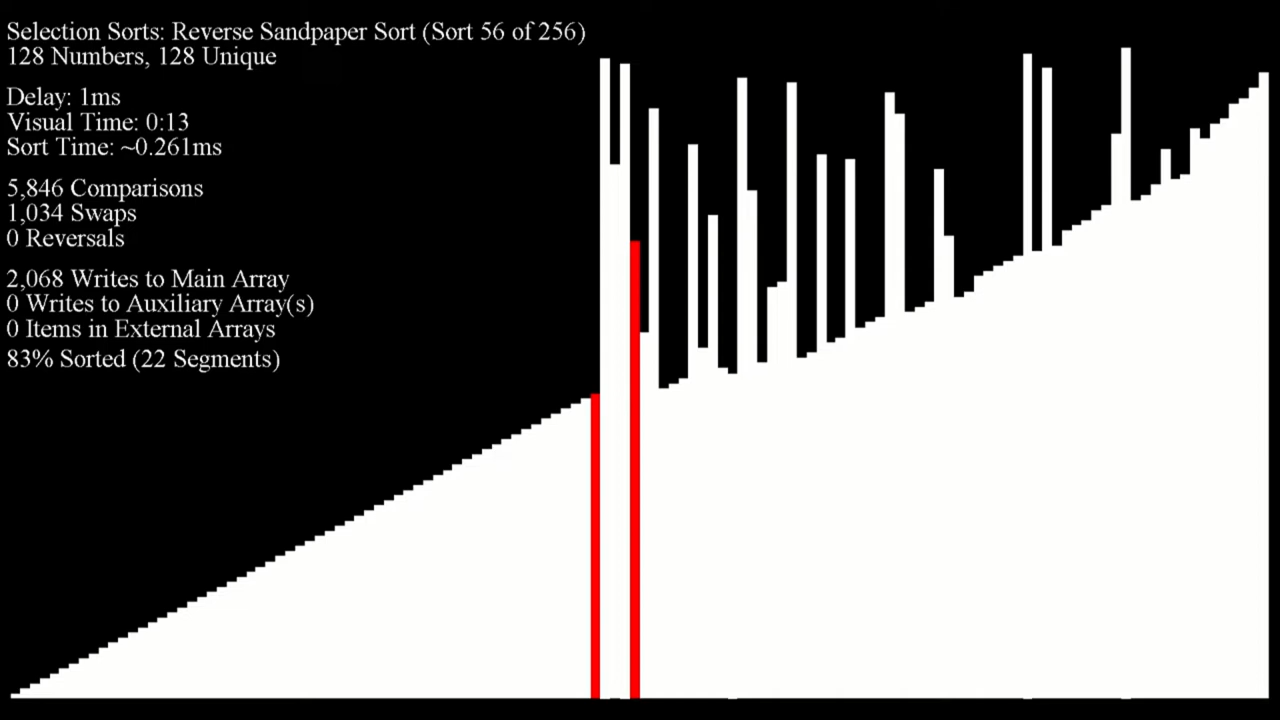 Selection Sorts: Reverse Sandpaper Sort (Sort 56 of 256)
128 Numbers, 128 Unique
Delay: 1ms
Visual Time: 0:13
Sort Time: ~0.261ms
5,846 Comparisons
1,034 Swaps
0 Reversals
2,068 Writes to Main Array
0 Writes to Auxiliary Array(s)
0 Items in External Arrays
83% Sorted (22 Segments)